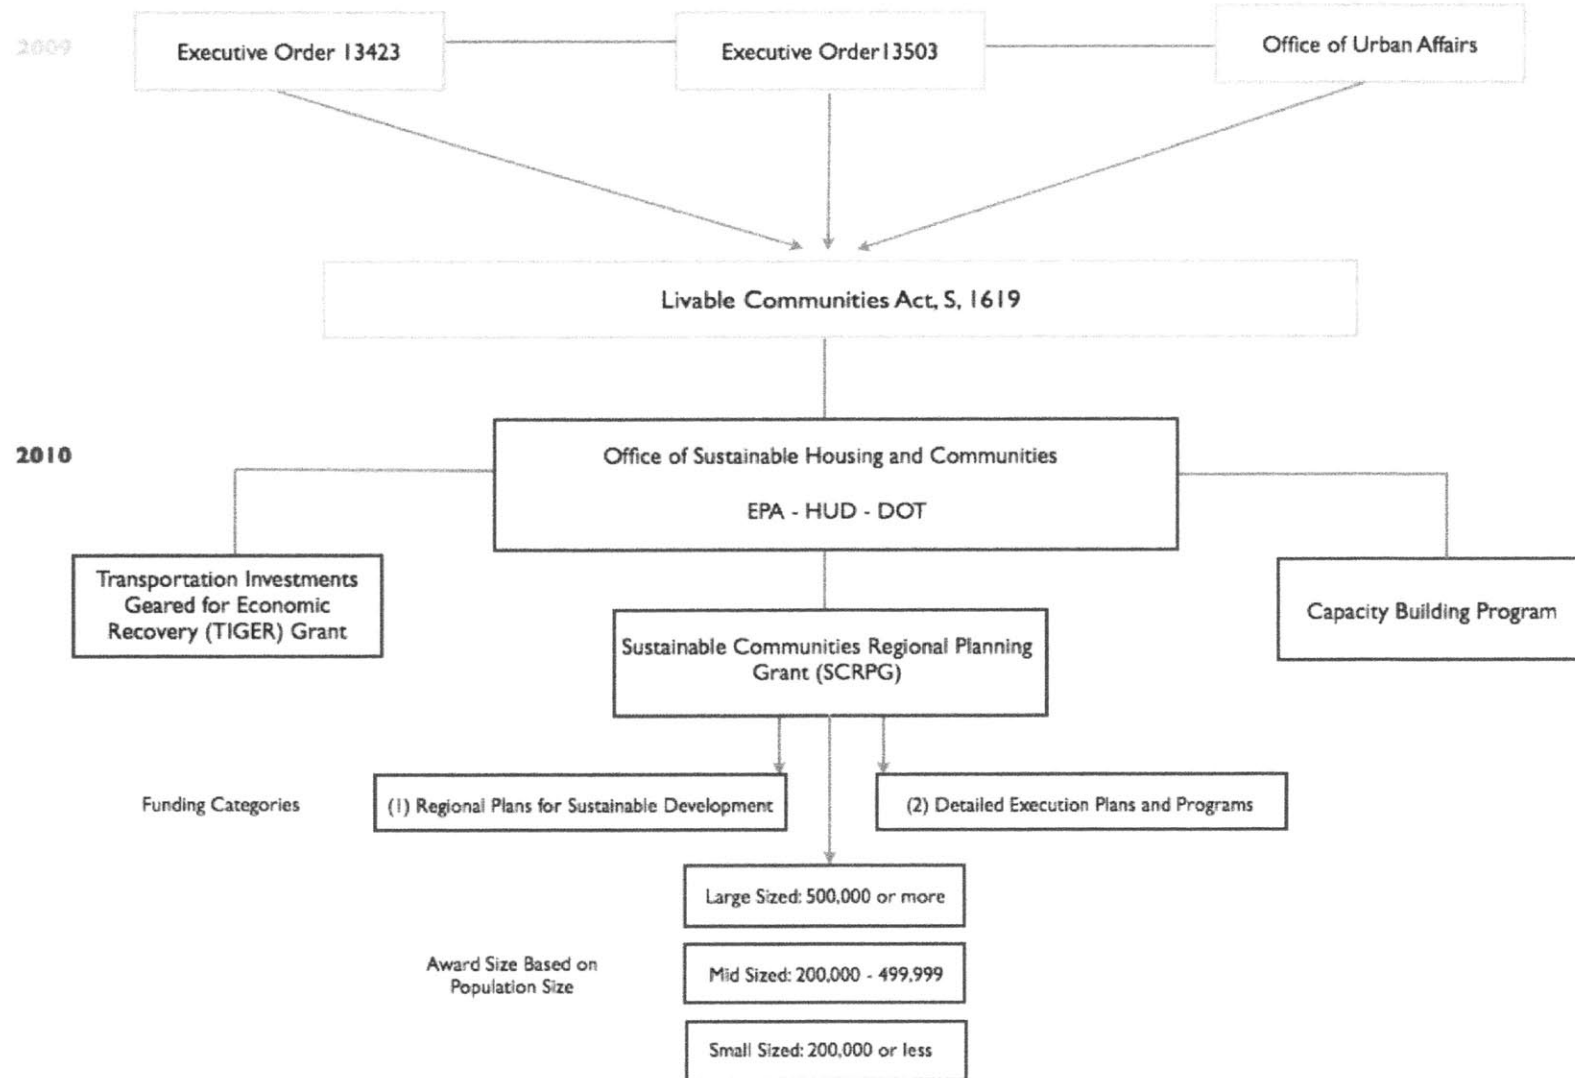 2009
Executive Order 13423
Executive Order13503
Office of Urban Affairs
Livable Communities Act, S, 1619
2010
Office of Sustainable Housing and Communities
EPA - HUD - DOT
Transportation Investments
Geared for Economic
Recovery (TIGER) Grant
Sustainable Communities Regional Planning
Grant (SCRPG)
Capacity Building Program
Funding Categories
(1) Regional Plans for Sustainable Development
(2) Detailed Execution Plans and Programs
Large Sized: 500,000 or more
Award Size Based on
Population Size
Mid Sized: 200,000 - 499,999
Small Sized: 200,000 or less